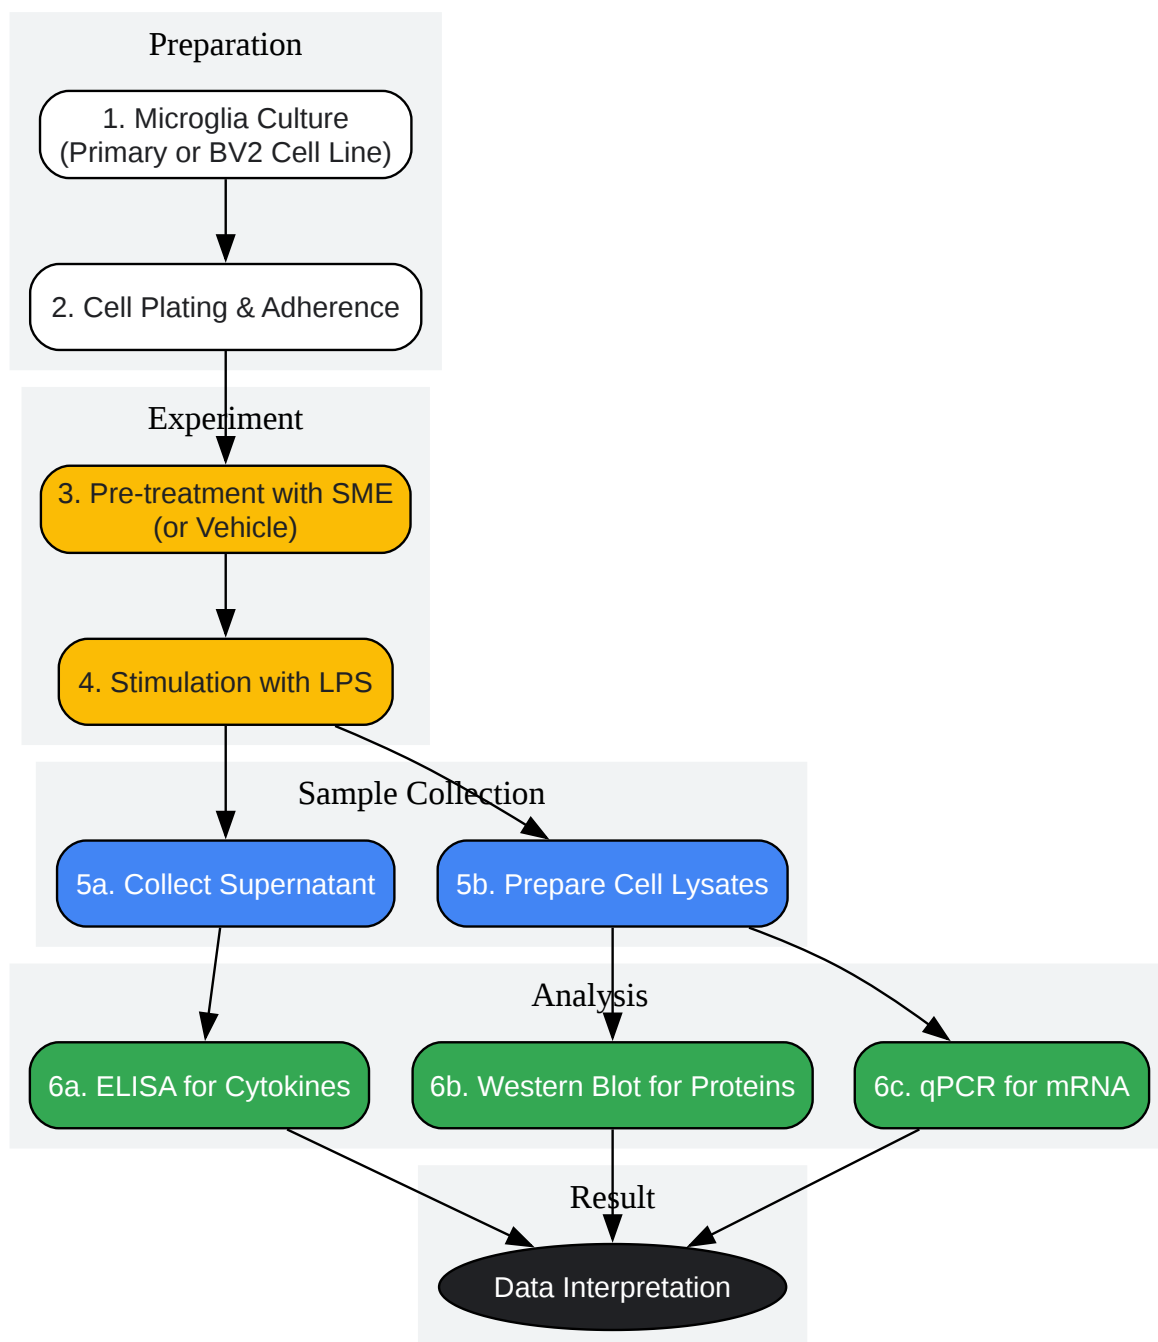 Preparation
1. Microglia Culture
(Primary or BV2 Cell Line)
2. Cell Plating & Adherence
Experiment
3. Pre-treatment with SME
(or Vehicle)
4. Stimulation with LPS
Sample Collection
5a. Collect Supernatant
5b. Prepare Cell Lysates
Analysis
6a. ELISA for Cytokines
6b. Western Blot for Proteins
6c. qPCR for mRNA
Result
Data Interpretation